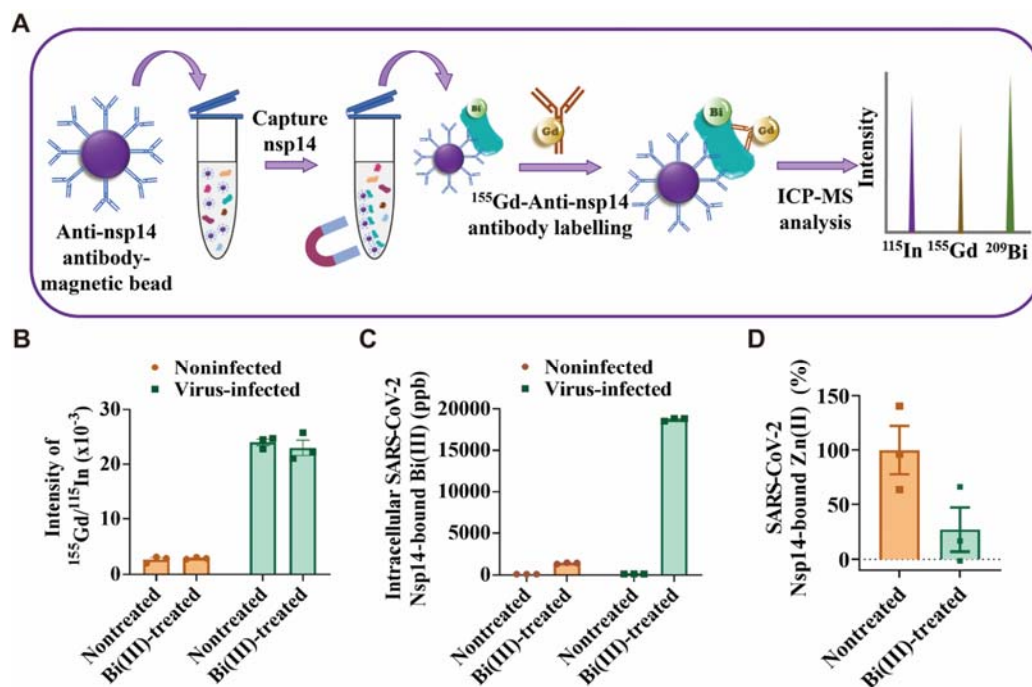 A
Capture
nsp14
Bi
Gd
Bi
Gd
Anti-nsp14
antibody-
magnetic bead
¹⁵⁵Gd-Anti-nsp14
antibody labelling
ICP-MS
analysis
Intensity
¹¹⁵In ¹⁵⁵Gd ²⁰⁹Bi
B
Noninfected
Virus-infected
Intensity of
¹⁵⁵Gd/¹¹⁵In (x10⁻³)
30
20
10
0
Nontreated
Bi(III)-treated
Nontreated
Bi(III)-treated
C
Noninfected
Virus-infected
Intracellular SARS-CoV-2
Nsp14-bound Bi(III) (ppb)
20000
15000
10000
5000
0
Nontreated
Bi(III)-treated
Nontreated
Bi(III)-treated
D
SARS-CoV-2
Nsp14-bound Zn(II) (%)
150
100
50
0
Nontreated
Bi(III)-treated